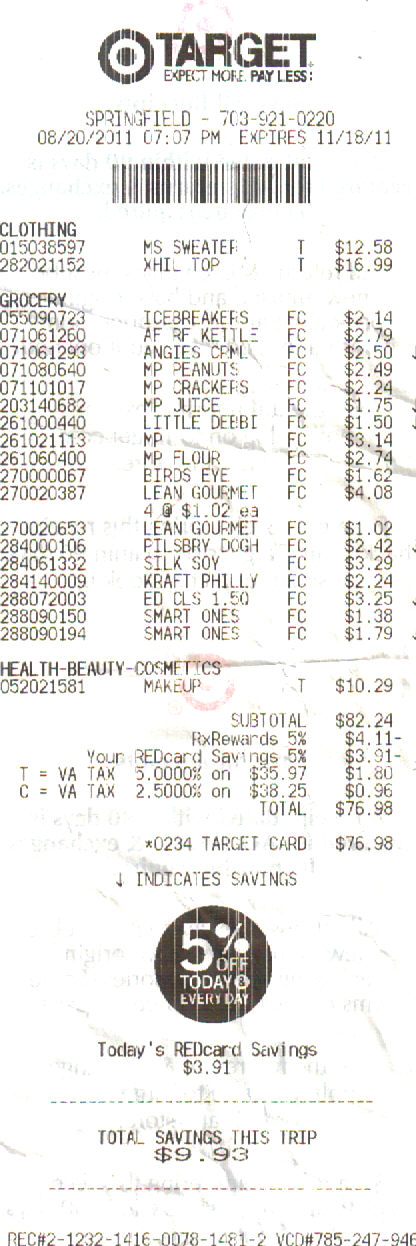 TARGET
EXPECT MORE. PAY LESS.
SPRINGFIELD - 703-921-0220
08/20/2011 07:07 PM EXPIRES 11/18/11
CLOTHING
015038597 MS SWEATER T $12.58
282021152 XHIL TOP T $16.99
GROCERY
055090723 ICEBREAKERS FC $2.14
071061260 AF RF KETTLE FC $2.79
071061293 ANGIES CRML FC $2.50 ↓
071080640 MP PEANUTS FC $2.49
071101017 MP CRACKERS FC $2.24
203140682 MP JUICE FC $1.75 ↓
261000440 LITTLE DEBBI FC $1.50 ↓
261021113 MP FC $3.14
261060400 MP FLOUR FC $2.74
270000067 BIRDS EYE FC $1.62
270020387 LEAN GOURMET FC $4.08
4 @ $1.02 ea
270020653 LEAN GOURMET FC $1.02
284000106 PILSBRY DOGH FC $2.42 ↓
284061332 SILK SOY FC $3.29
284140009 KRAFT PHILLY FC $2.24
288072003 ED CLS 1.5Q FC $3.25 ↓
288090150 SMART ONES FC $1.38
288090194 SMART ONES FC $1.79 ↓
HEALTH-BEAUTY-COSMETICS
052021581 MAKEUP T $10.29
SUBTOTAL $82.24
RxRewards 5% $4.11-
Your REDcard Savings 5% $3.91-
T = VA TAX 5.0000% on $35.97 $1.80
C = VA TAX 2.5000% on $38.25 $0.96
TOTAL $76.98
*0234 TARGET CARD $76.98
↓ INDICATES SAVINGS
5%
OFF
TODAY &
EVERY DAY
Today's REDcard Savings
$3.91
TOTAL SAVINGS THIS TRIP
$9.93
REC#2-1232-1416-0078-1481-2 VCD#785-247-946